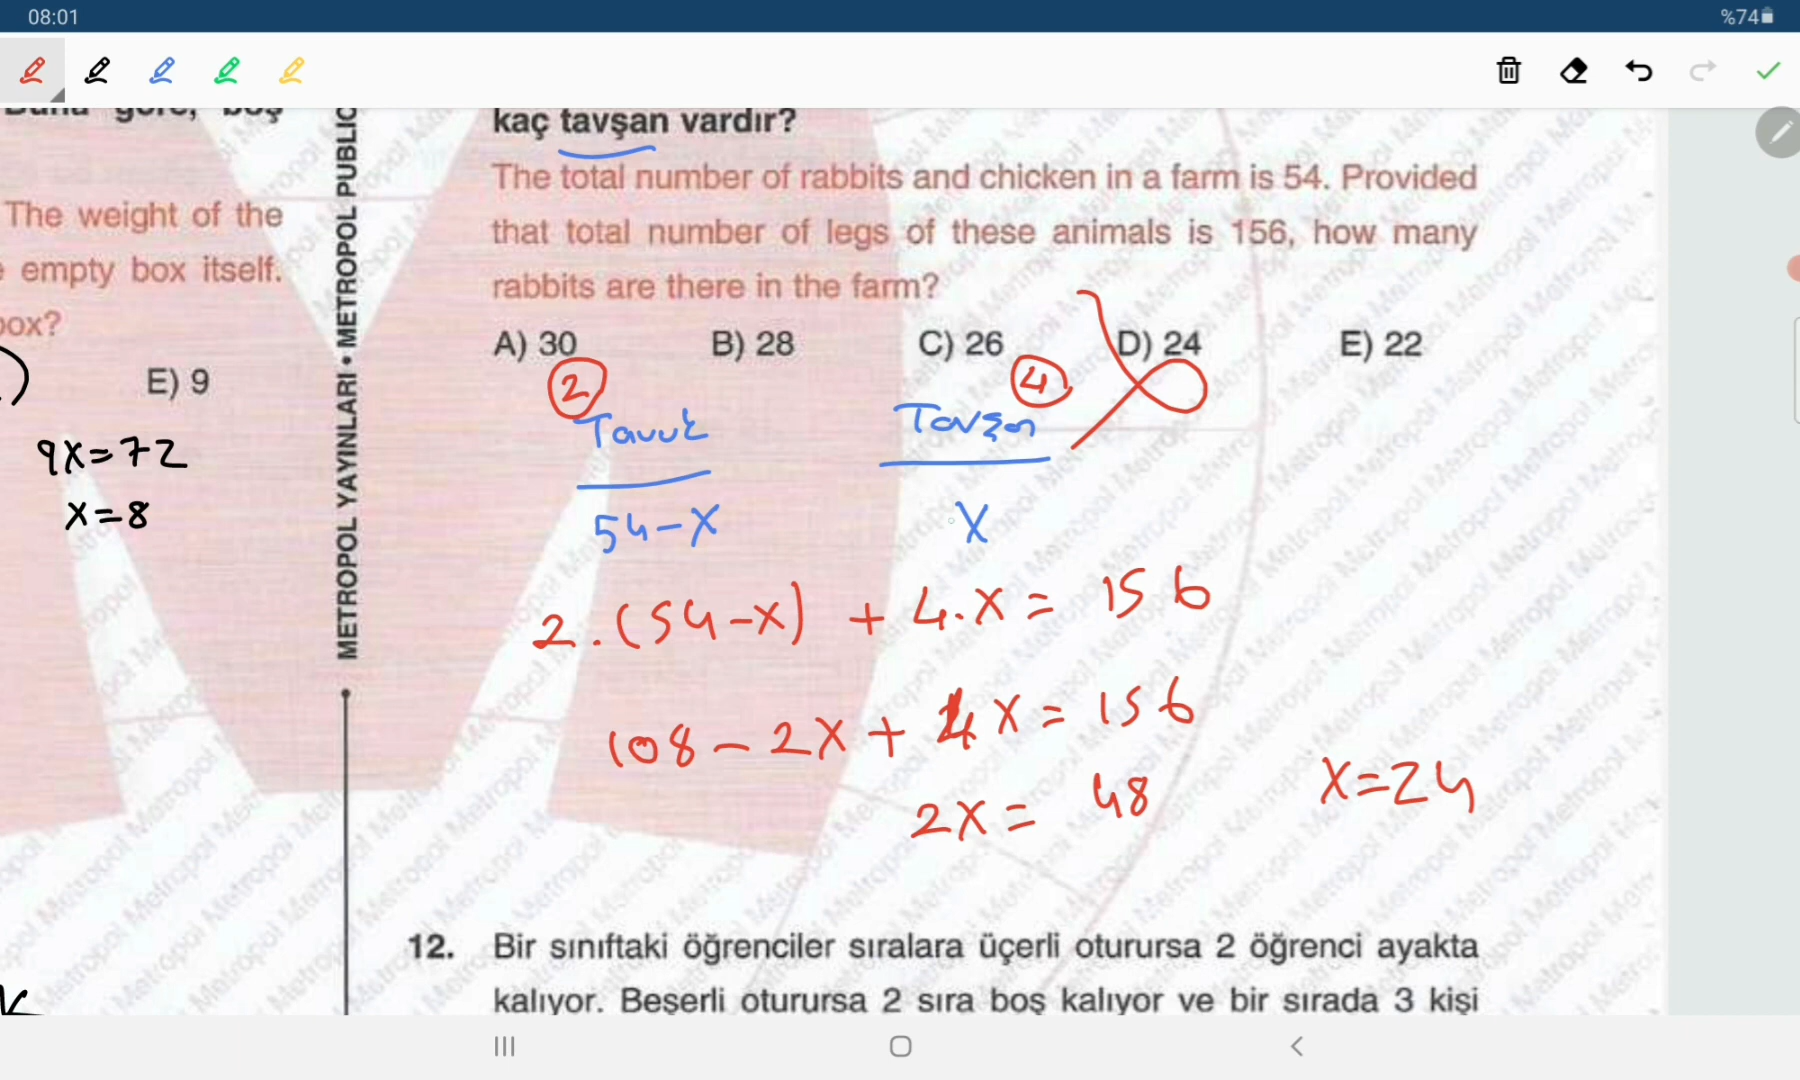 08:01
%74
Buna göre, boş
The weight of the
empty box itself.
box?
E) 9
9x=72
x=8
METROPOL YAYINLARI • METROPOL PUBLIC
kaç tavşan vardır?
The total number of rabbits and chicken in a farm is 54. Provided
that total number of legs of these animals is 156, how many
rabbits are there in the farm?
A) 30 B) 28 C) 26 D) 24 E) 22
2 4
Tavuk Tavşan
54-x x
2.(54-x) + 4.x = 156
108 - 2x + 4x = 156
2x = 48 x=24
12. Bir sınıftaki öğrenciler sıralara üçerli oturursa 2 öğrenci ayakta
kalıyor. Beşerli oturursa 2 sıra boş kalıyor ve bir sırada 3 kişi